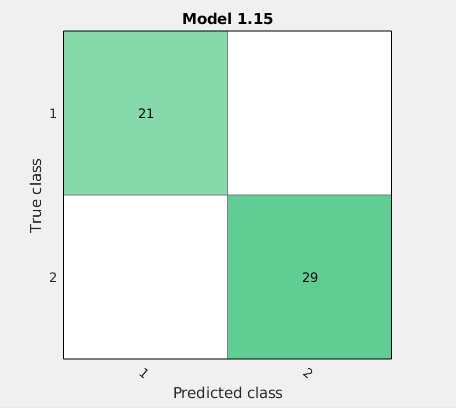 Model 1.15
True class
1
21
2
29
1
2
Predicted class